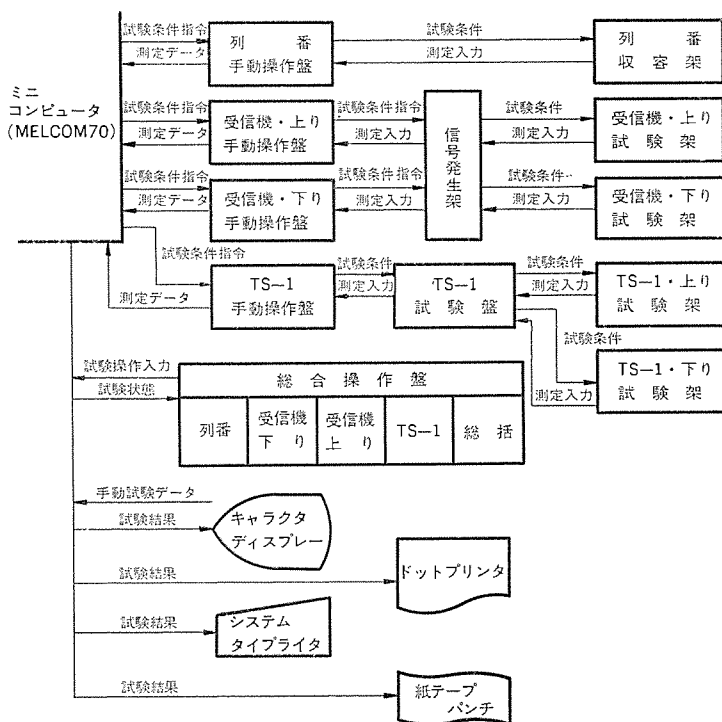 試験条件指令
測定データ
列番
手動操作盤
試験条件
測定入力
列番
収容架
ミニ
コンピュータ
(MELCOM70)
試験条件指令
測定データ
受信機・上り
手動操作盤
試験条件指令
測定入力
信号発生架
試験条件
測定入力
受信機・上り
試験架
試験条件指令
測定データ
受信機・下り
手動操作盤
試験条件指令
測定入力
試験条件
測定入力
受信機・下り
試験架
試験条件指令
測定データ
TS-1
手動操作盤
試験条件
測定入力
TS-1
試験盤
試験条件
測定入力
TS-1・上り
試験架
試験条件
測定入力
TS-1・下り
試験架
試験操作入力
試験状態
総合操作盤
列番
受信機
下り
受信機
上り
TS-1
総括
手動試験データ
試験結果
キャラクタ
ディスプレー
試験結果
ドットプリンタ
試験結果
システム
タイプライタ
試験結果
紙テープ
パンチ